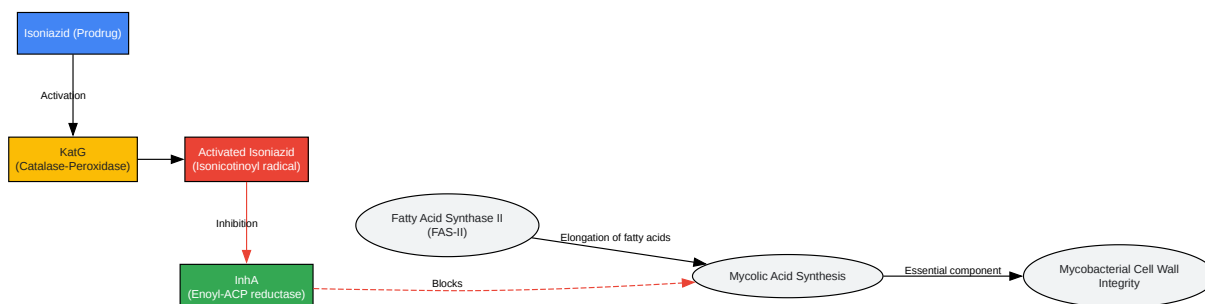 Isoniazid (Prodrug)
Activation
KatG
(Catalase-Peroxidase)
Activated Isoniazid
(Isonicotinoyl radical)
Inhibition
Fatty Acid Synthase II
(FAS-II)
Elongation of fatty acids
InhA
(Enoyl-ACP reductase)
Blocks
Mycolic Acid Synthesis
Essential component
Mycobacterial Cell Wall
Integrity